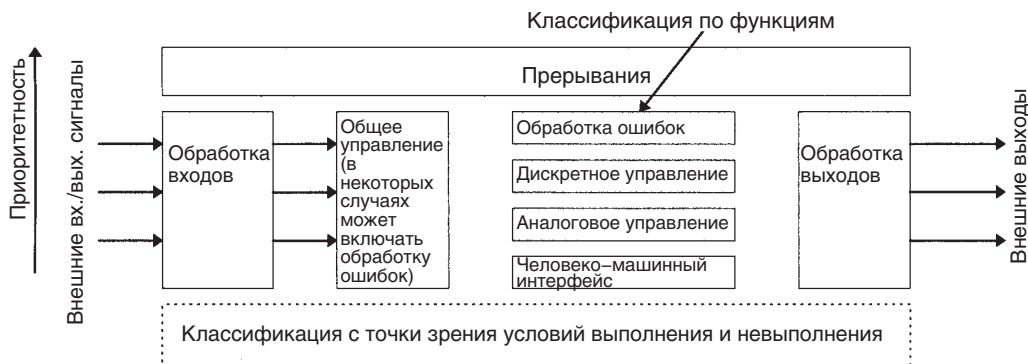 Классификация по функциям
Приоритетность
Внешние вх./вых. сигналы
Прерывания
Обработка
входов
Общее
управление
(в
некоторых
случаях
может
включать
обработку
ошибок)
Обработка ошибок
Дискретное управление
Аналоговое управление
Человеко–машинный
интерфейс
Обработка
выходов
Внешние выходы
Классификация с точки зрения условий выполнения и невыполнения